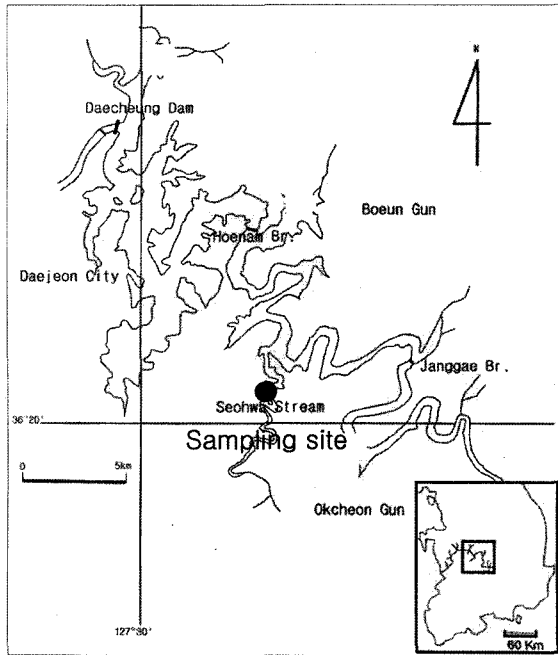 N
Daecheung Dam
Boeun Gun
Hoenam Br.
Daejeon City
Janggae Br.
Seohwa Stream
36°20'
Sampling site
0 5km
Okcheon Gun
60 Km
127°30'